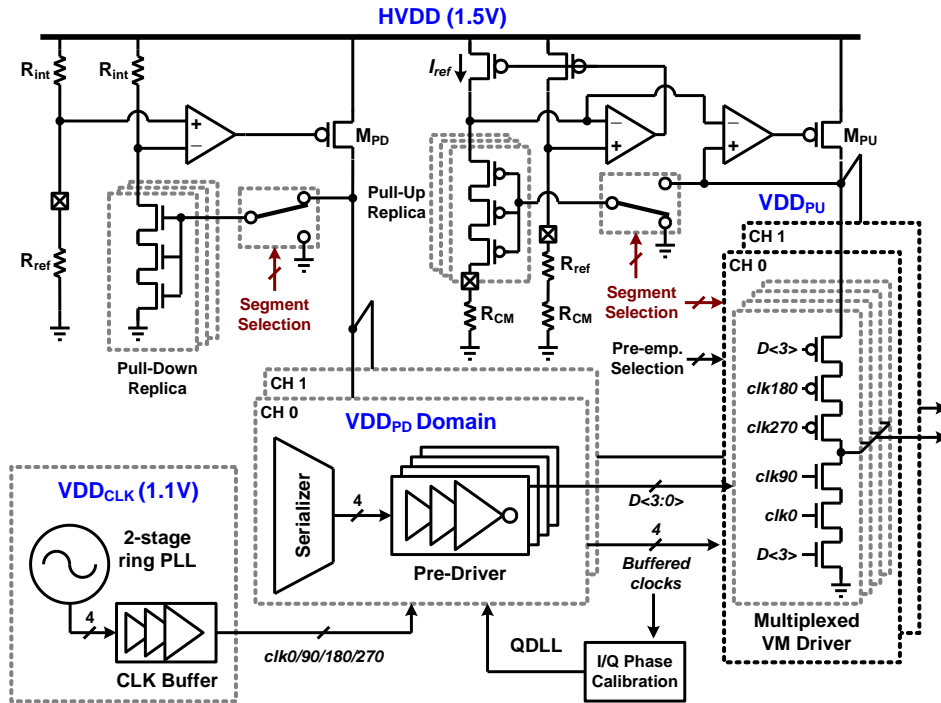 HVDD (1.5V)
Rint
Rint
Iref
+
−
MPD
−
+
−
+
MPU
Pull-Up
Replica
VDDPU
Rref
Segment
Selection
Pull-Down
Replica
RCM
Rref
RCM
Segment
Selection
Pre-emp.
Selection
CH 1
CH 0
D<3>
clk180
clk270
clk90
clk0
D<3>
Multiplexed
VM Driver
CH 1
CH 0
VDDPD Domain
Serializer
4
Pre-Driver
D<3:0>
4
Buffered
clocks
VDDCLK (1.1V)
2-stage
ring PLL
4
CLK Buffer
clk0/90/180/270
QDLL
I/Q Phase
Calibration